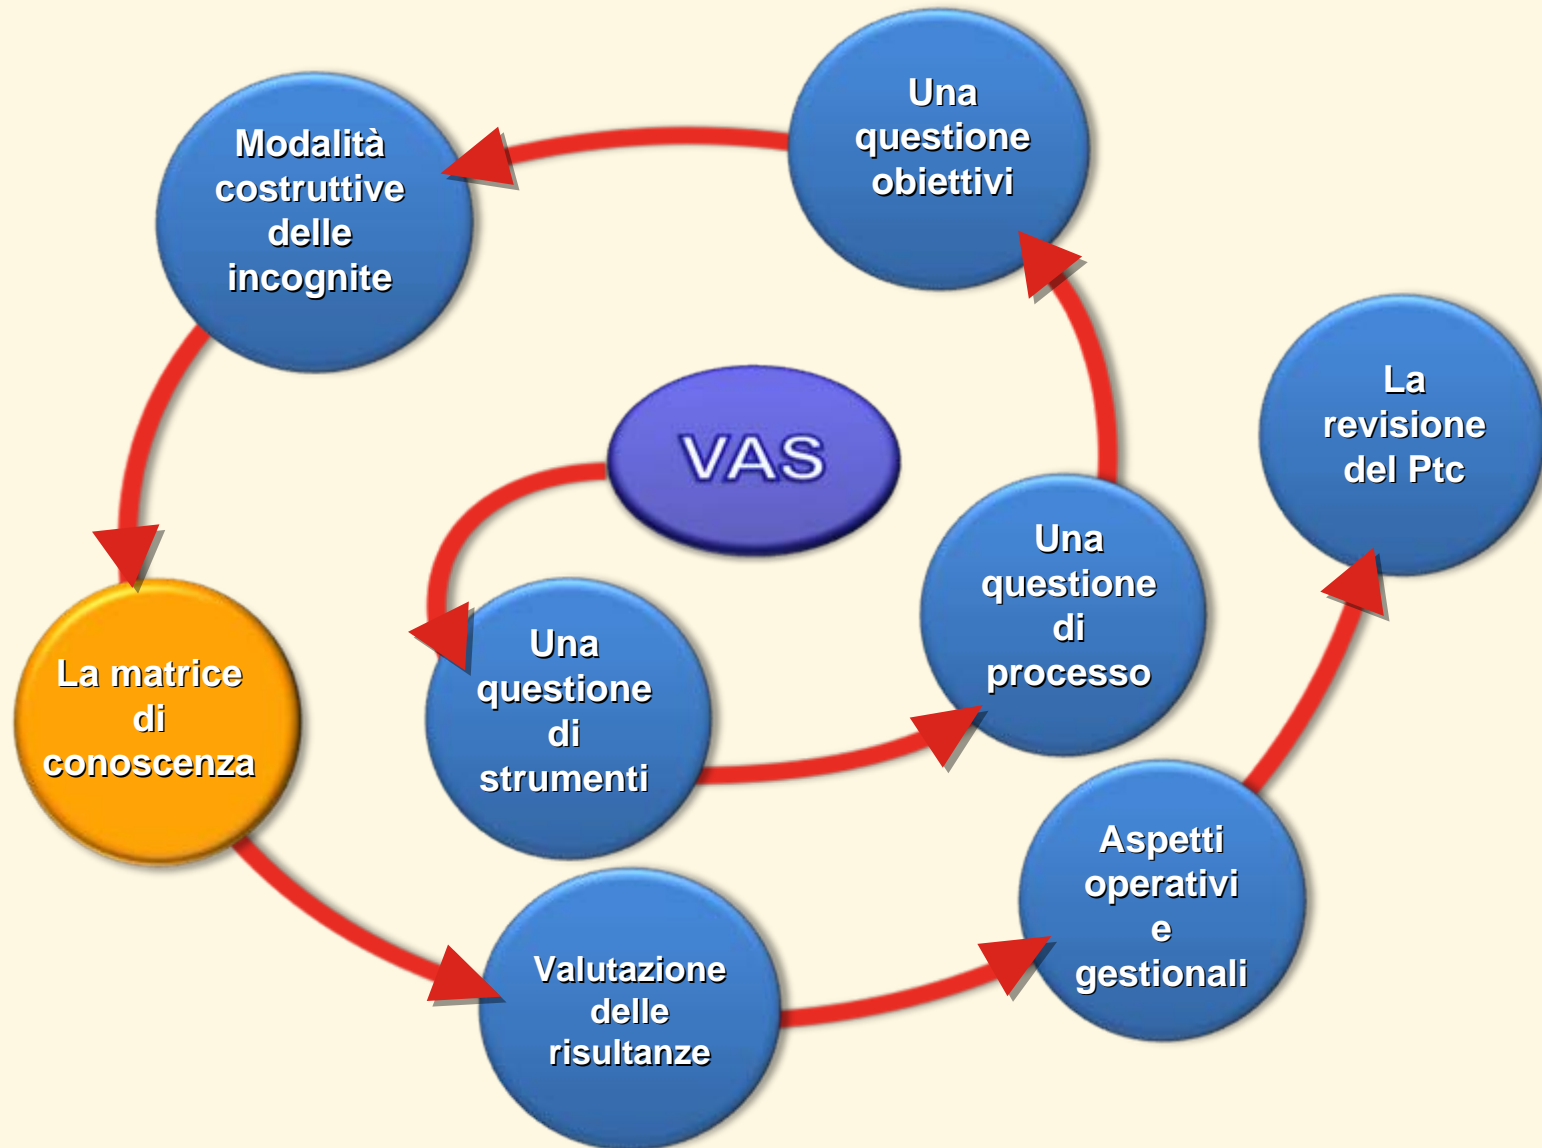 Una
questione
obiettivi
Modalità
costruttive
delle
incognite
La
revisione
del Ptc
VAS
Una
questione
di
processo
Una
questione
di
strumenti
La matrice
di
conoscenza
Aspetti
operativi
e
gestionali
Valutazione
delle
risultanze